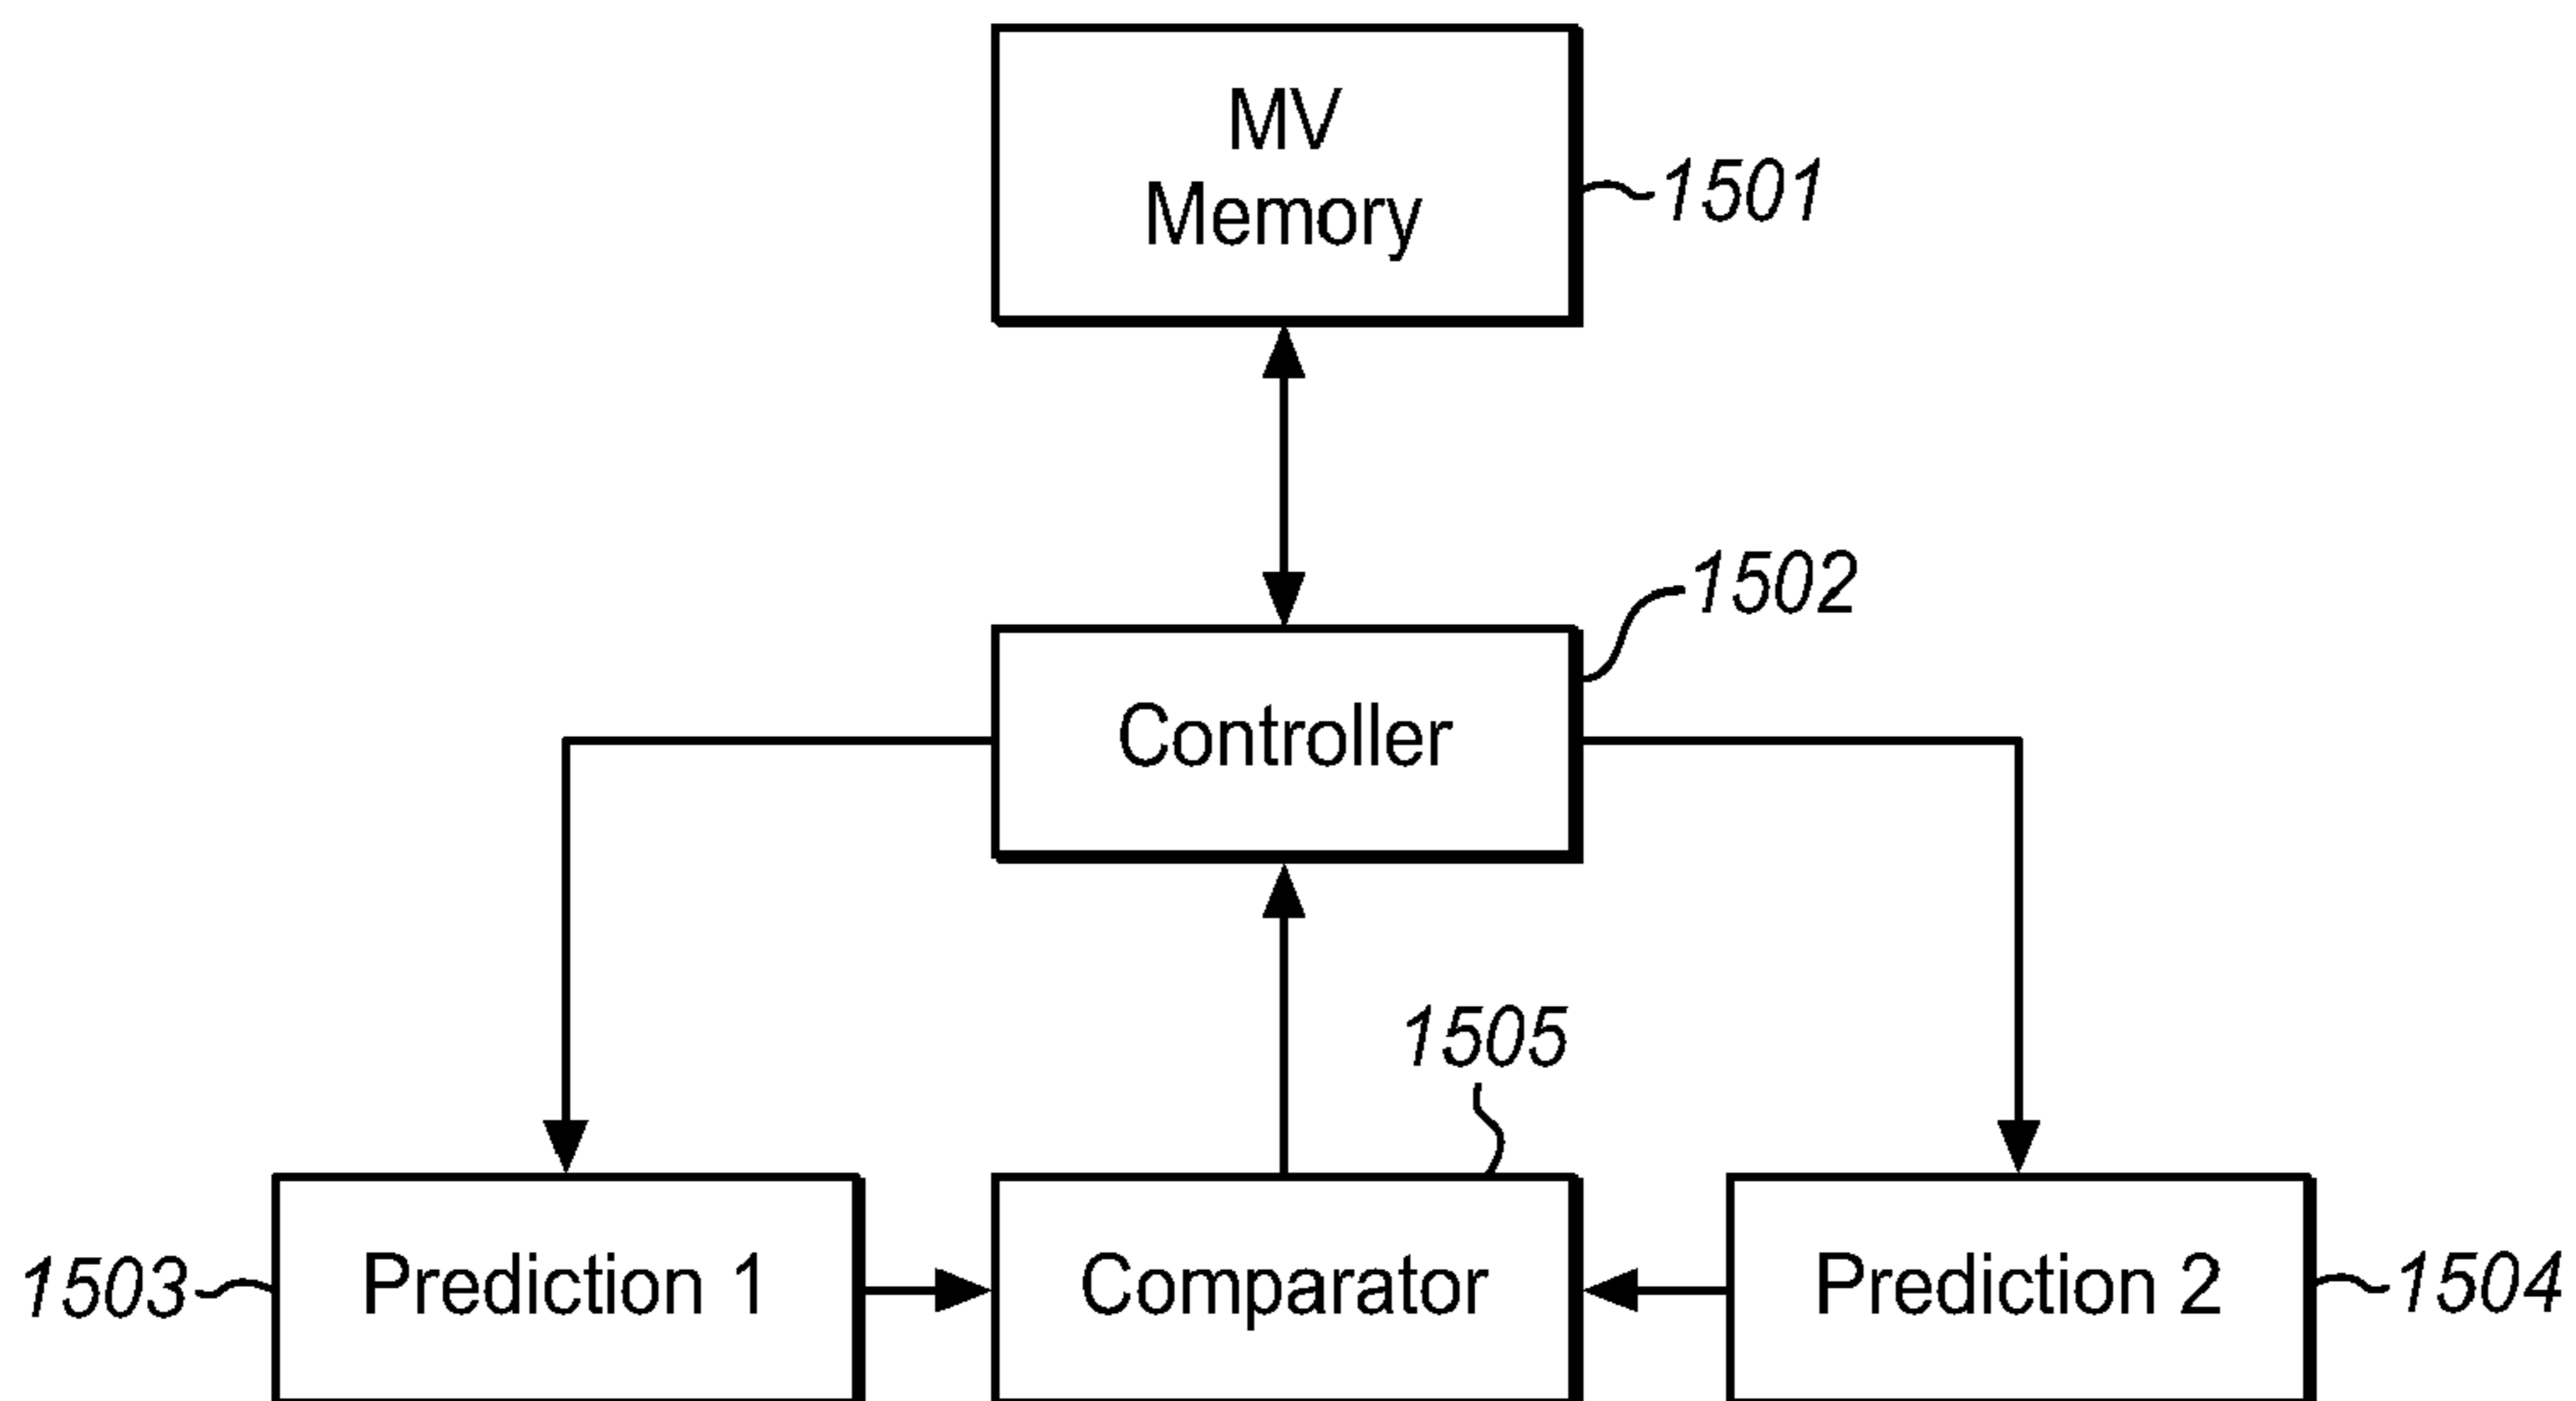 MV
Memory
1501
1502
Controller
1505
1503
Prediction 1
Comparator
Prediction 2
1504